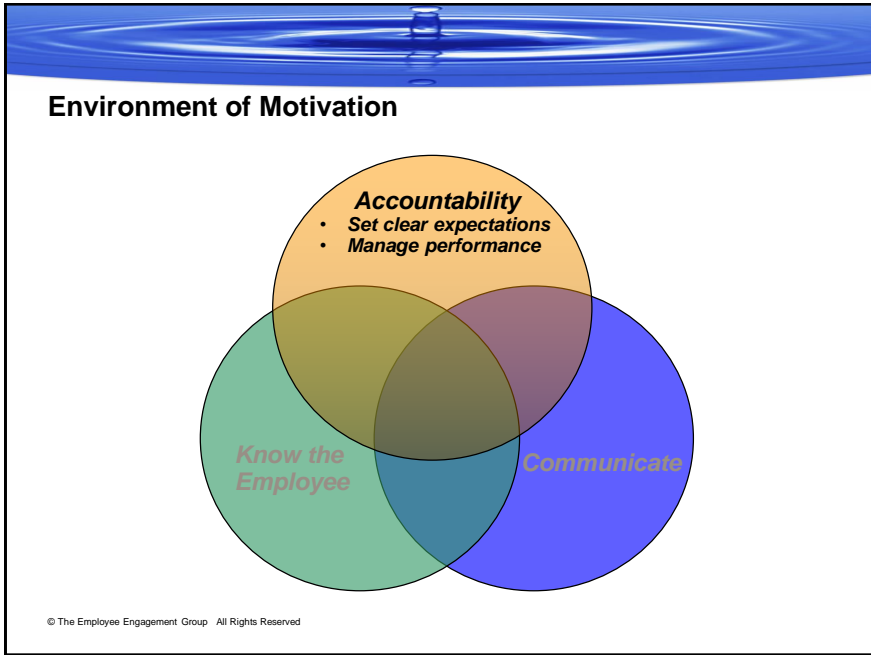 Environment of Motivation
Accountability
• Set clear expectations
• Manage performance
Know the
Employee
Communicate
© The Employee Engagement Group All Rights Reserved